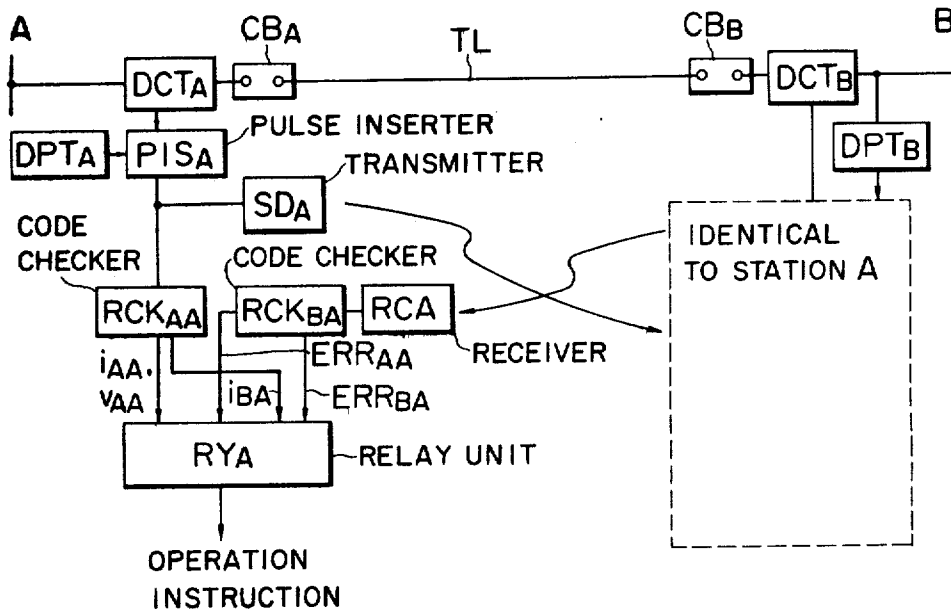 A
CBA
TL
CBB
B
DCTA
DCTB
PULSE INSERTER
DPTA
PISA
DPTB
TRANSMITTER
SDA
CODE
CHECKER
CODE CHECKER
IDENTICAL
TO STATION A
RCKAA
RCKBA
RCA
RECEIVER
ERRAA
iAA.
VAA
iBA
ERRBA
RYA
RELAY UNIT
OPERATION
INSTRUCTION